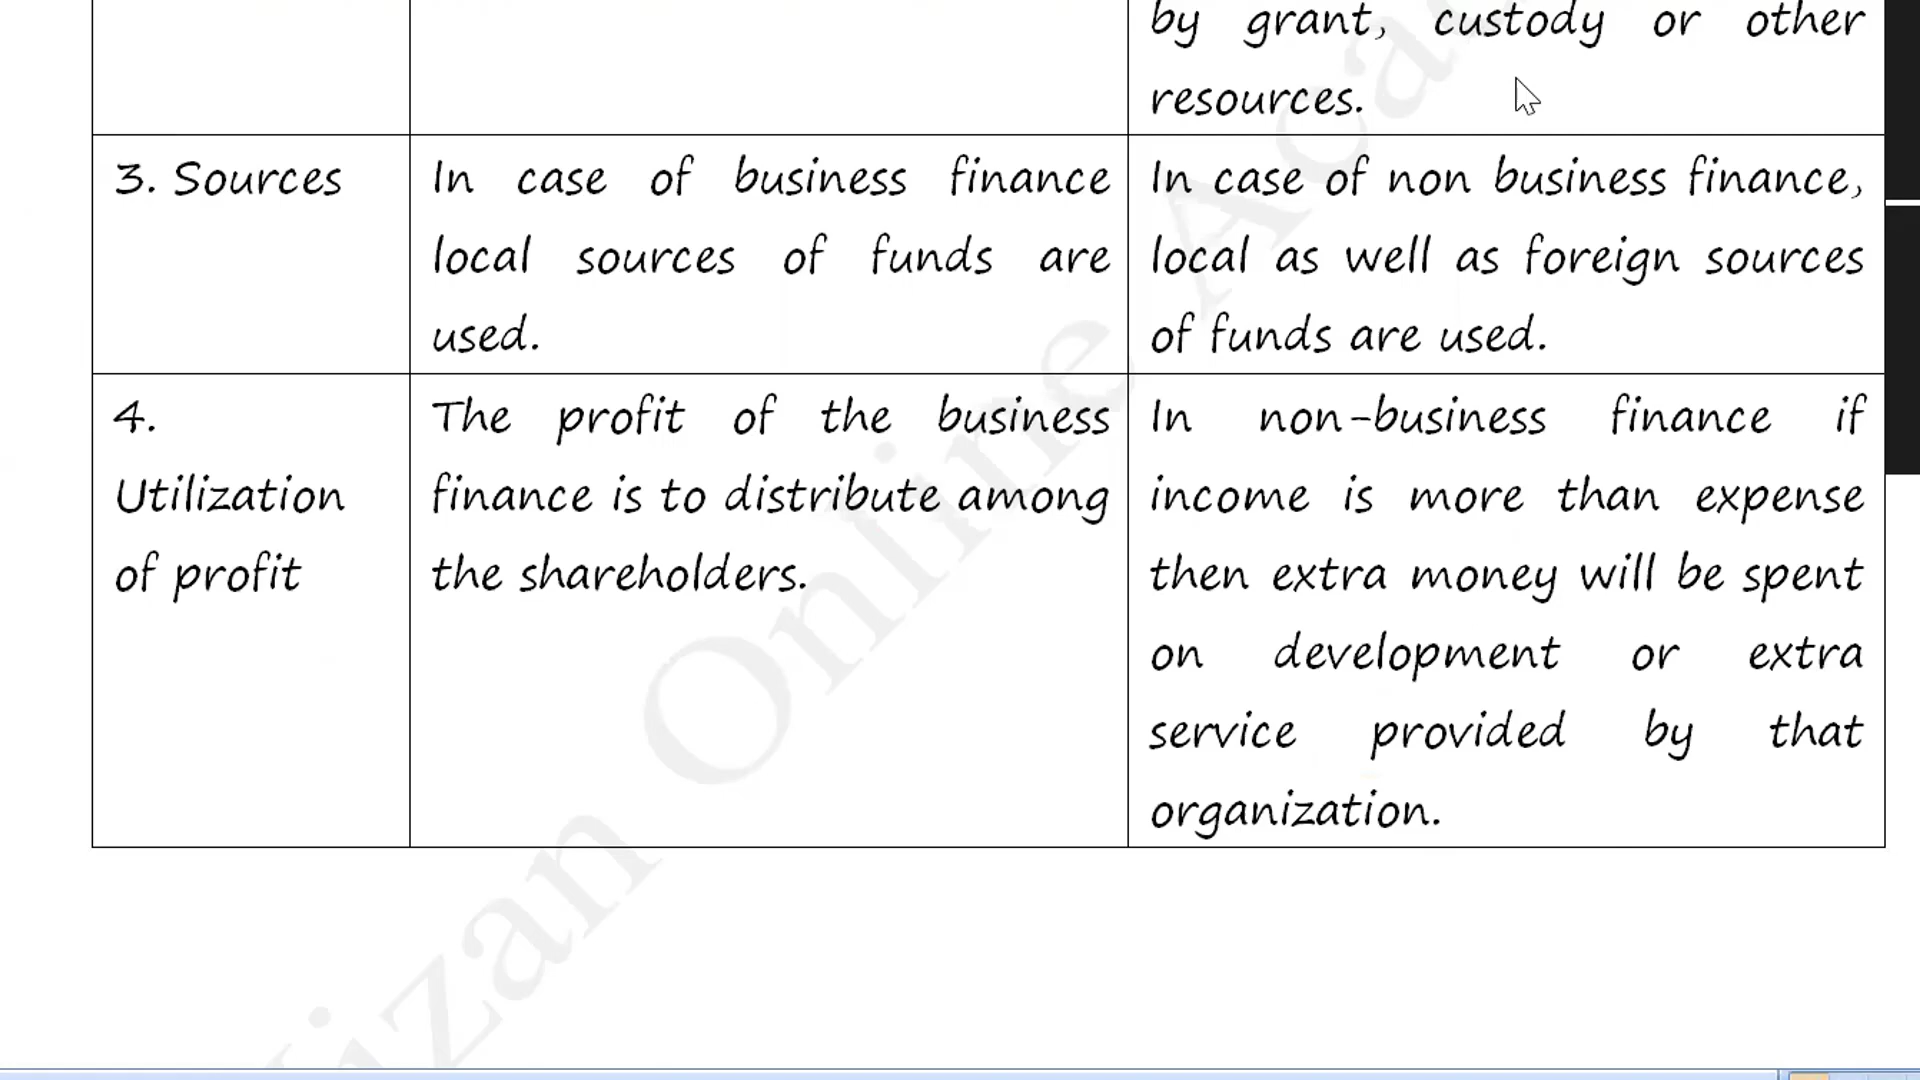 by grant, custody or other
resources.
3. Sources
In case of business finance
local sources of funds are
used.
In case of non business finance,
local as well as foreign sources
of funds are used.
4.
Utilization
of profit
The profit of the business
finance is to distribute among
the shareholders.
In non-business finance if
income is more than expense
then extra money will be spent
on development or extra
service provided by that
organization.